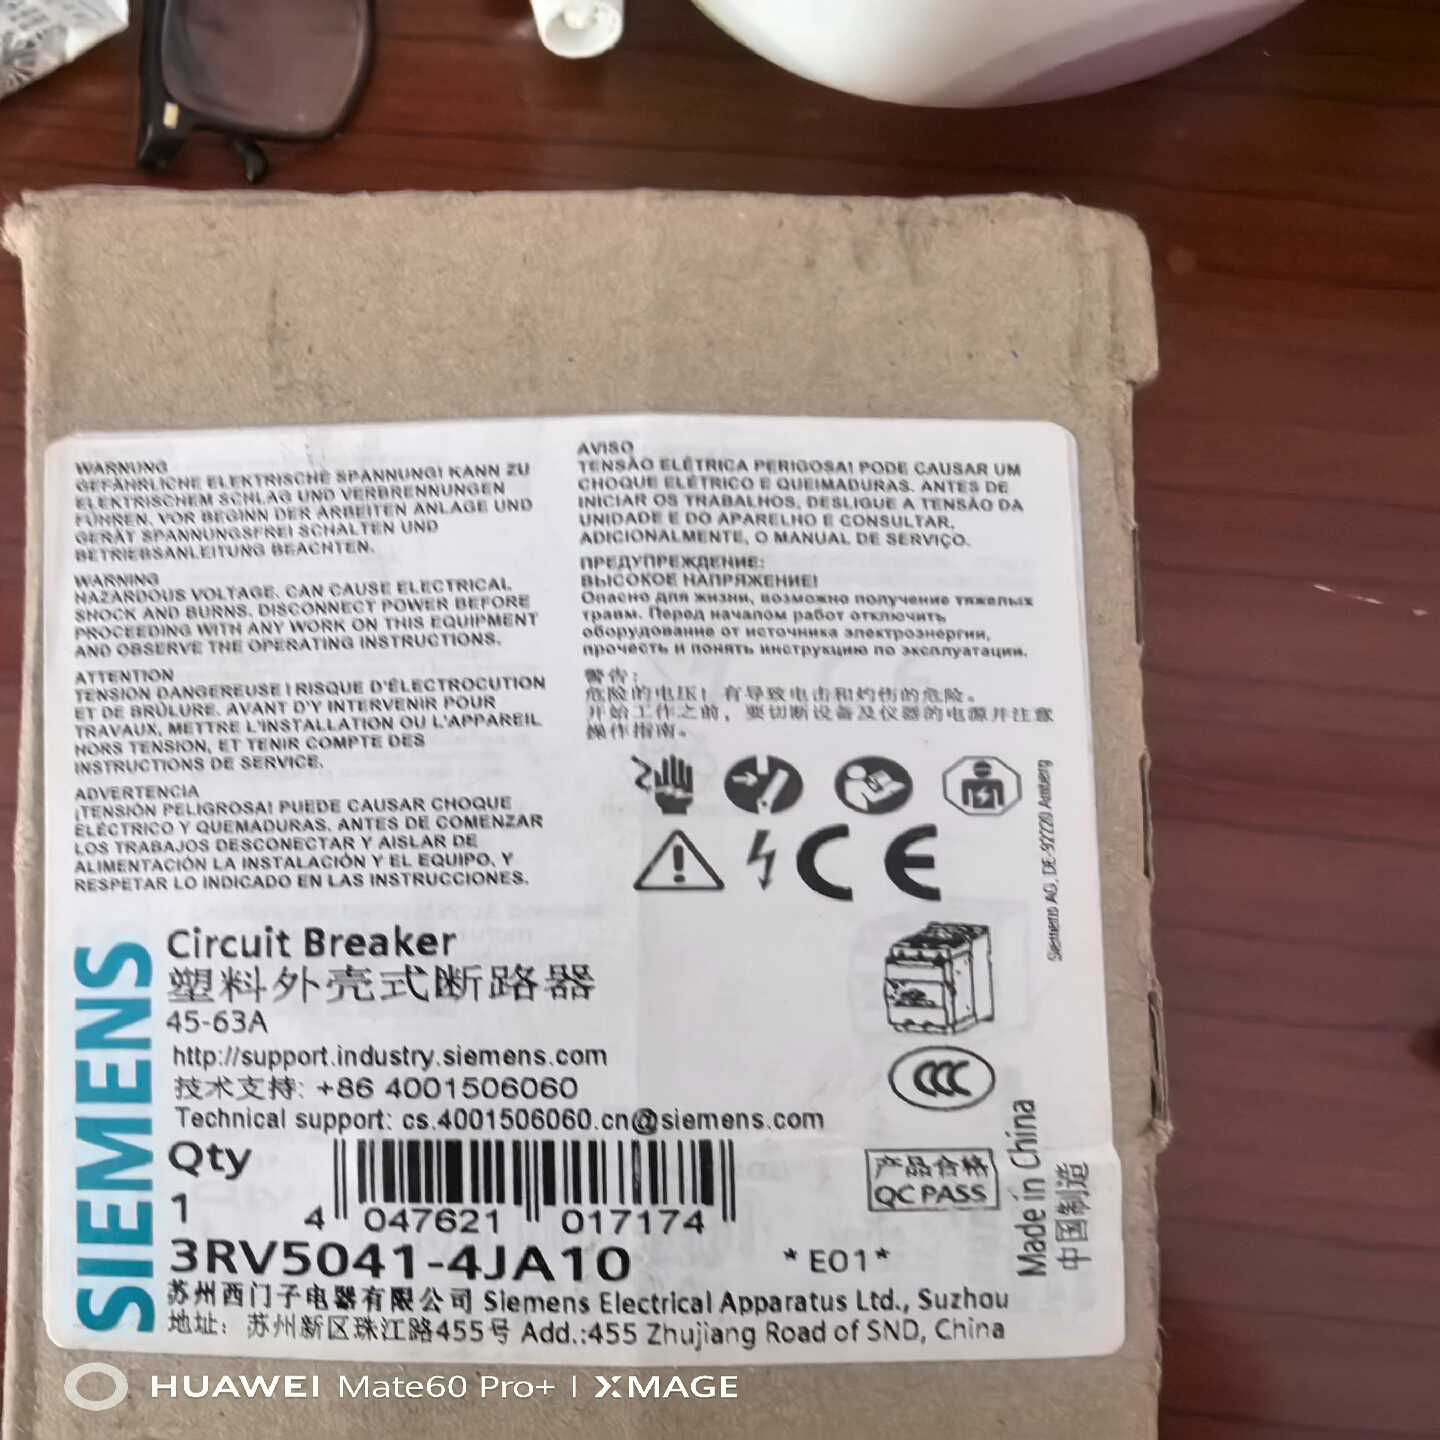 WARNUNG
GEFÄHRLICHE ELEKTRISCHE SPANNUNG! KANN ZU
ELEKTRISCHEM SCHLAG UND VERBRENNUNGEN
FÜHREN. VOR BEGINN DER ARBEITEN ANLAGE UND
GERÄT SPANNUNGSFREI SCHALTEN UND
BETRIEBSANLEITUNG BEACHTEN.
WARNING
HAZARDOUS VOLTAGE. CAN CAUSE ELECTRICAL
SHOCK AND BURNS. DISCONNECT POWER BEFORE
PROCEEDING WITH ANY WORK ON THIS EQUIPMENT
AND OBSERVE THE OPERATING INSTRUCTIONS.
ATTENTION
TENSION DANGEREUSE ! RISQUE D'ÉLECTROCUTION
ET DE BRÛLURE. AVANT D'Y INTERVENIR POUR
TRAVAUX, METTRE L'INSTALLATION OU L'APPAREIL
HORS TENSION, ET TENIR COMPTE DES
INSTRUCTIONS DE SERVICE.
ADVERTENCIA
¡TENSIÓN PELIGROSA! PUEDE CAUSAR CHOQUE
ELÉCTRICO Y QUEMADURAS. ANTES DE COMENZAR
LOS TRABAJOS DESCONECTAR Y AISLAR DE
ALIMENTACIÓN LA INSTALACIÓN Y EL EQUIPO, Y
RESPETAR LO INDICADO EN LAS INSTRUCCIONES.
AVISO
TENSÃO ELÉTRICA PERIGOSA! PODE CAUSAR UM
CHOQUE ELÉTRICO E QUEIMADURAS. ANTES DE
INICIAR OS TRABALHOS, DESLIGUE A TENSÃO DA
UNIDADE E DO APARELHO E CONSULTAR,
ADICIONALMENTE, O MANUAL DE SERVIÇO.
ПРЕДУПРЕЖДЕНИЕ:
ВЫСОКОЕ НАПРЯЖЕНИЕ!
Опасно для жизни, возможно получение тяжелых
травм. Перед началом работ отключить
оборудование от источника электроэнергии,
прочесть и понять инструкцию по эксплуатации.
警告：
危险的电压！有导致电击和灼伤的危险。
开始工作之前，要切断设备及仪器的电源并注意
操作指南。
CE
Siemens AG, DE-92220 Amberg
SIEMENS
Circuit Breaker
塑料外壳式断路器
45-63A
http://support.industry.siemens.com
技术支持: +86 4001506060
Technical support: cs.4001506060.cn@siemens.com
CCC
Qty
1
4 047621 017174
产品合格
QC PASS
Made in China
中国制造
3RV5041-4JA10
*E01*
苏州西门子电器有限公司 Siemens Electrical Apparatus Ltd., Suzhou
地址：苏州新区珠江路455号 Add.:455 Zhujiang Road of SND, China
HUAWEI Mate60 Pro+ | XMAGE